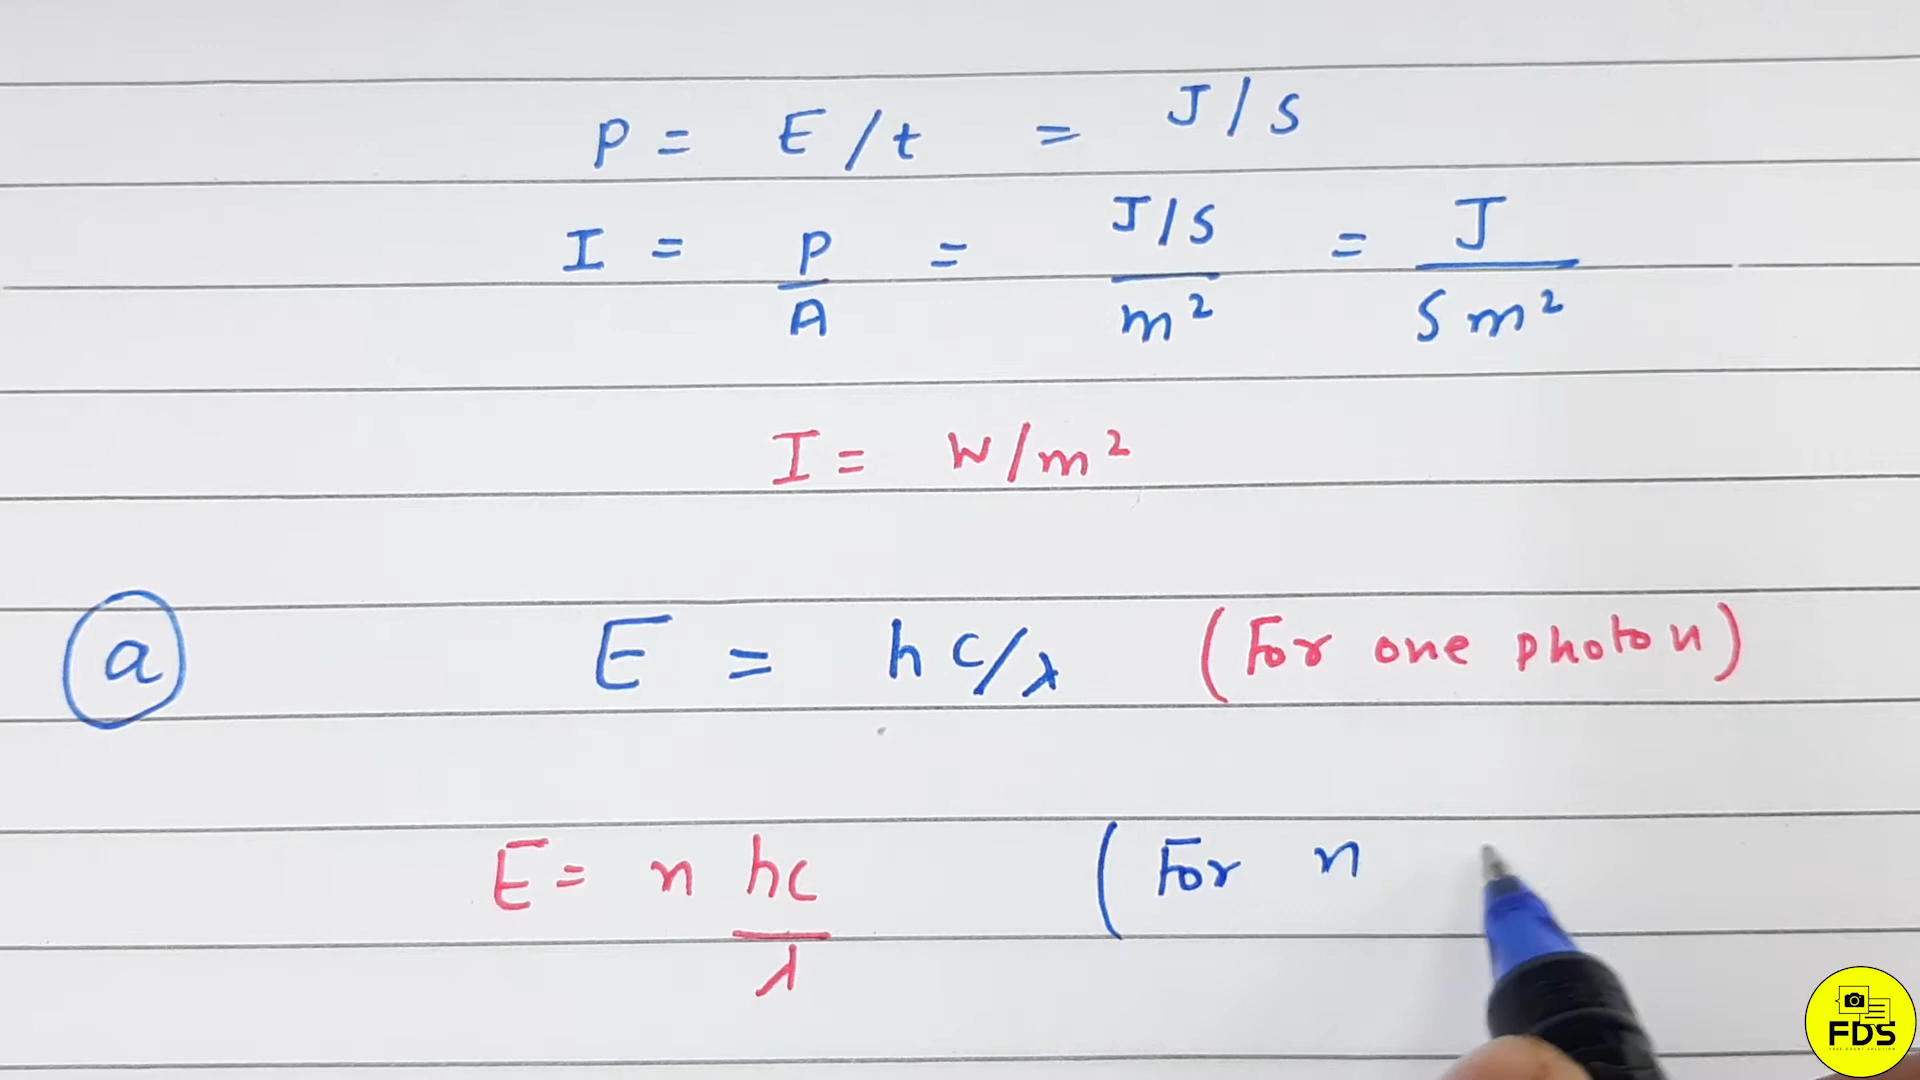 P = E/t = J/s
I = P/A = J/s/m² = J/s m²
I = W/m²
a E = hc/λ (For one photon)
E = n hc/λ (For n
FDS